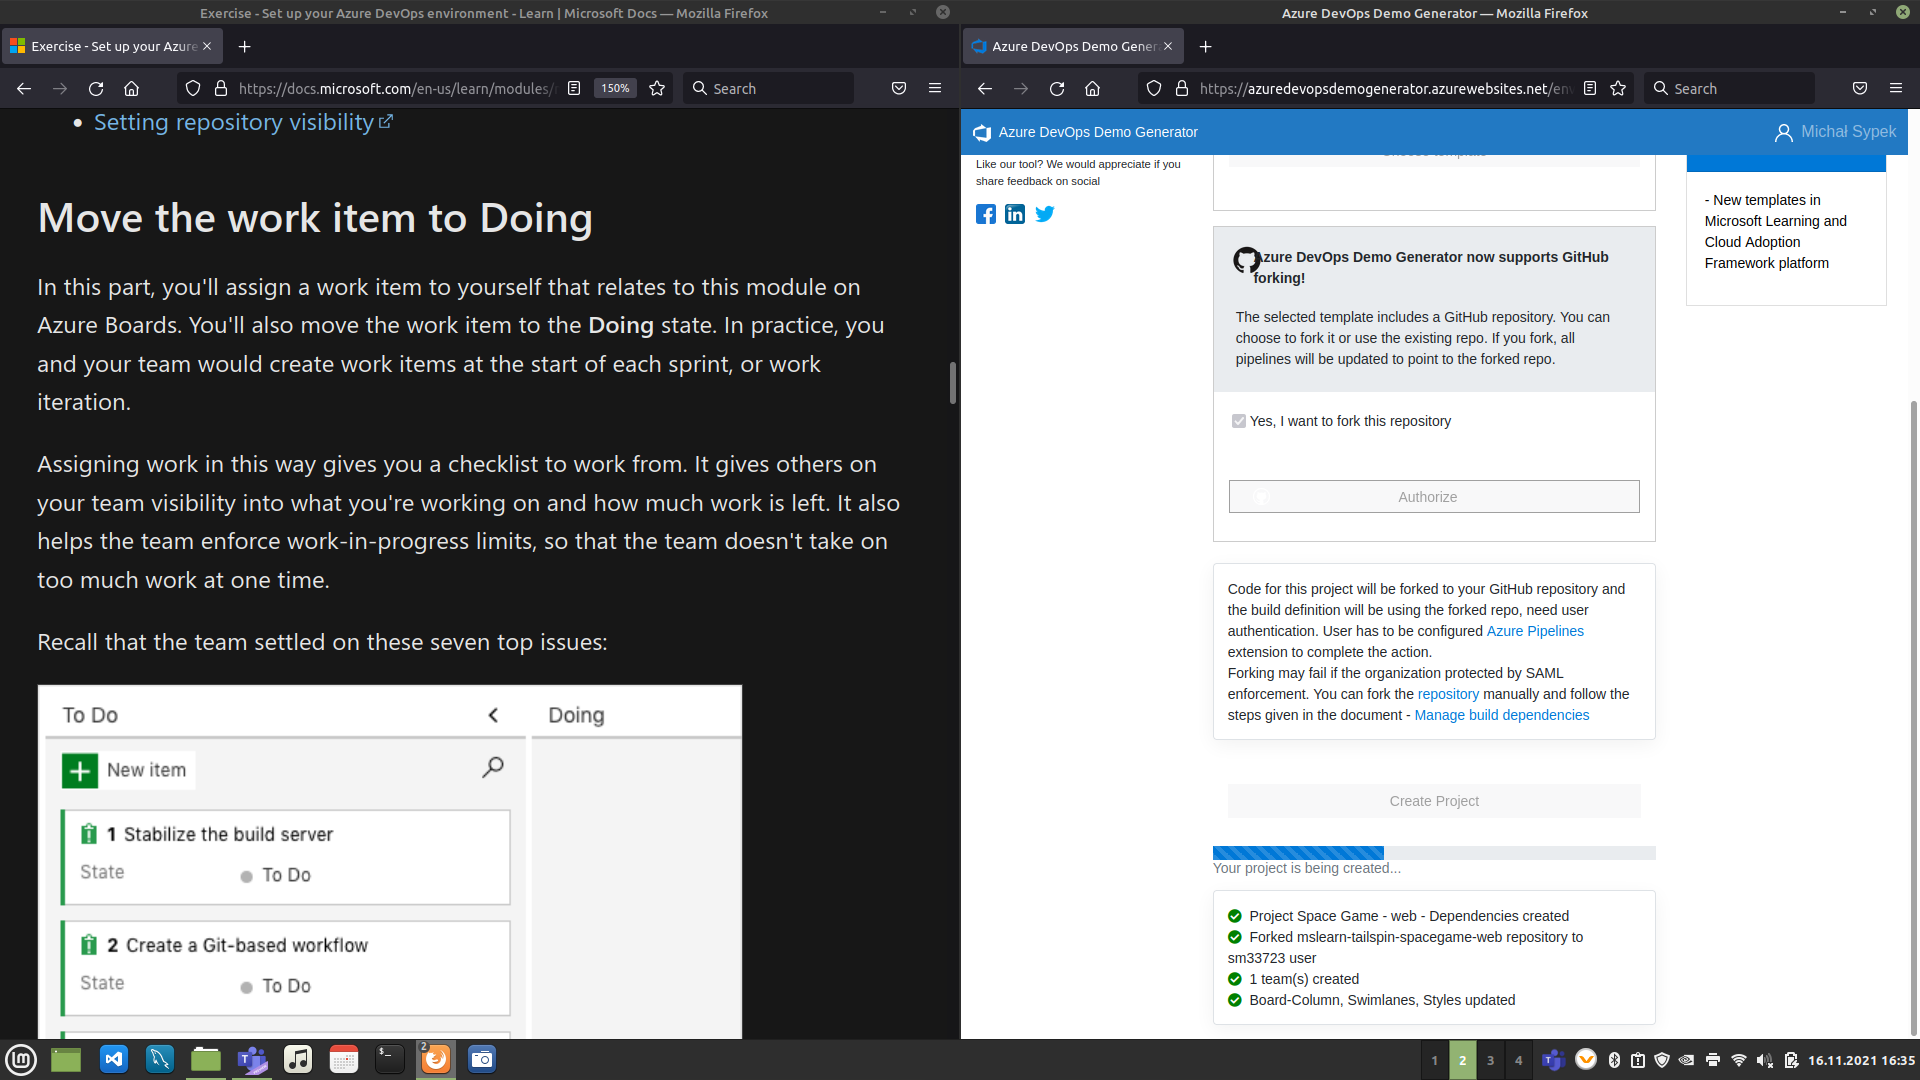 Exercise - Set up your Azure DevOps environment - Learn | Microsoft Docs — Mozilla Firefox
Exercise - Set up your Azure
https://docs.microsoft.com/en-us/learn/modules/
150%
Search
Setting repository visibility
Move the work item to Doing
In this part, you'll assign a work item to yourself that relates to this module on
Azure Boards. You'll also move the work item to the Doing state. In practice, you
and your team would create work items at the start of each sprint, or work
iteration.
Assigning work in this way gives you a checklist to work from. It gives others on
your team visibility into what you're working on and how much work is left. It also
helps the team enforce work-in-progress limits, so that the team doesn't take on
too much work at one time.
Recall that the team settled on these seven top issues:
To Do
Doing
New item
1 Stabilize the build server
State
To Do
2 Create a Git-based workflow
State
To Do
Azure DevOps Demo Generator — Mozilla Firefox
Azure DevOps Demo Gener
https://azuredevopsdemogenerator.azurewebsites.net/env
Search
Azure DevOps Demo Generator
Michał Sypek
Like our tool? We would appreciate if you
share feedback on social
- New templates in
Microsoft Learning and
Cloud Adoption
Framework platform
Azure DevOps Demo Generator now supports GitHub
forking!
The selected template includes a GitHub repository. You can
choose to fork it or use the existing repo. If you fork, all
pipelines will be updated to point to the forked repo.
Yes, I want to fork this repository
Authorize
Code for this project will be forked to your GitHub repository and
the build definition will be using the forked repo, need user
authentication. User has to be configured Azure Pipelines
extension to complete the action.
Forking may fail if the organization protected by SAML
enforcement. You can fork the repository manually and follow the
steps given in the document - Manage build dependencies
Create Project
Your project is being created...
Project Space Game - web - Dependencies created
Forked mslearn-tailspin-spacegame-web repository to
sm33723 user
1 team(s) created
Board-Column, Swimlanes, Styles updated
2
1
2
3
4
16.11.2021 16:35